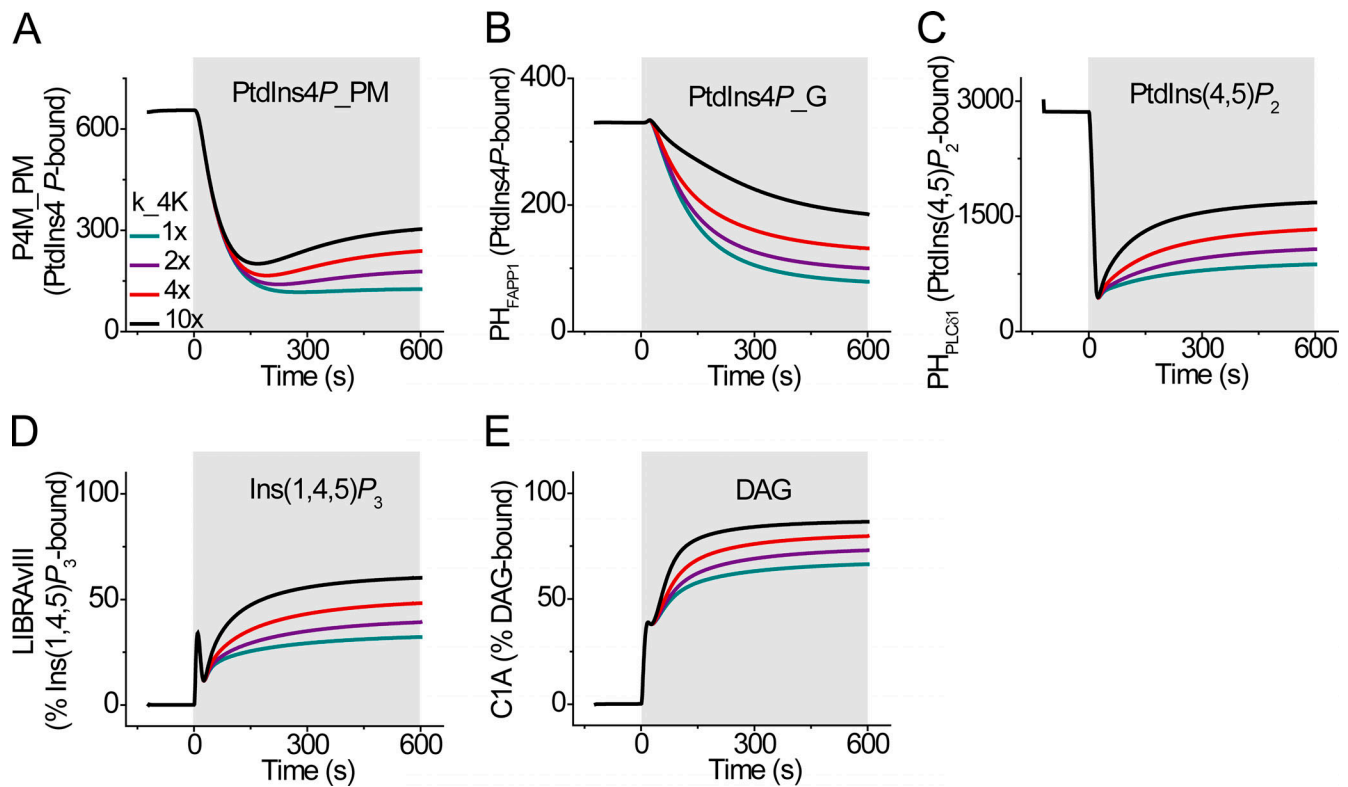 A
P4M_PM
(PtdIns4 P-bound)
600
300
0
PtdIns4P_PM
k_4K
1x
2x
4x
10x
0 300 600
Time (s)
B
PH_FAPP1 (PtdIns4P-bound)
400
200
0
PtdIns4P_G
0 300 600
Time (s)
C
PH_PLCδ1 (PtdIns(4,5)P2-bound)
3000
1500
0
PtdIns(4,5)P2
0 300 600
Time (s)
D
LIBRAvIII
(% Ins(1,4,5)P3-bound)
100
50
0
Ins(1,4,5)P3
0 300 600
Time (s)
E
C1A (% DAG-bound)
100
50
0
DAG
0 300 600
Time (s)